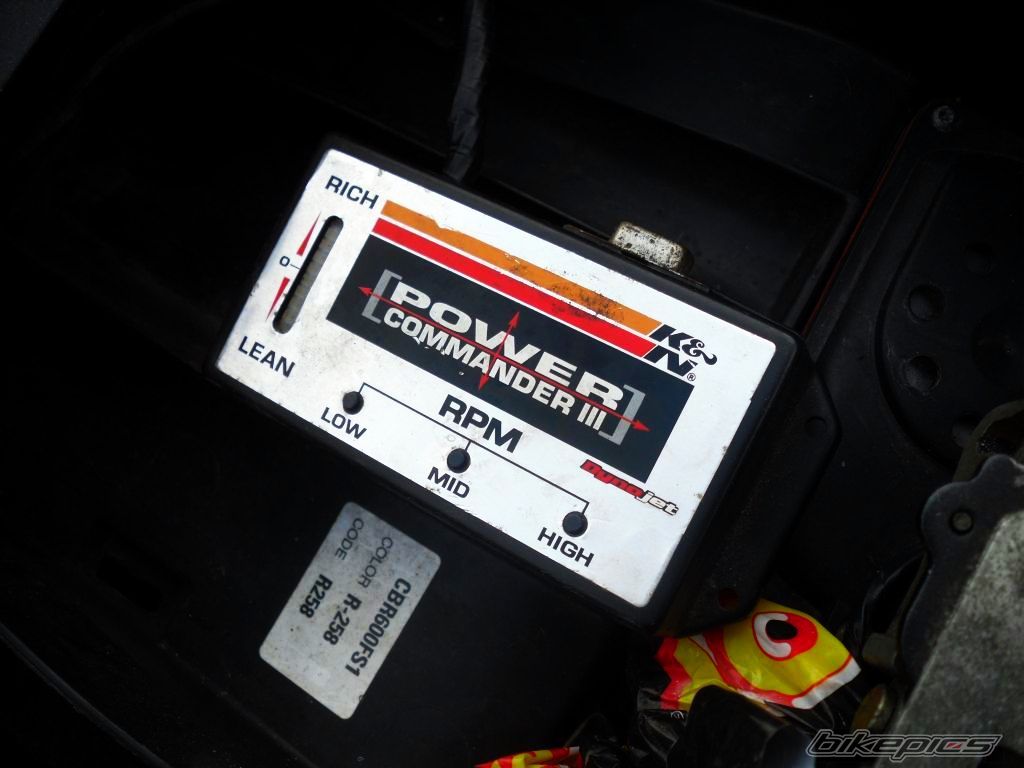 RICH
0
LEAN
K&N®
[POWER
COMMANDER III]
RPM
LOW
MID
HIGH
Dynojet
CBR600FS1
COLOR R-258
CODE R258
bikepics